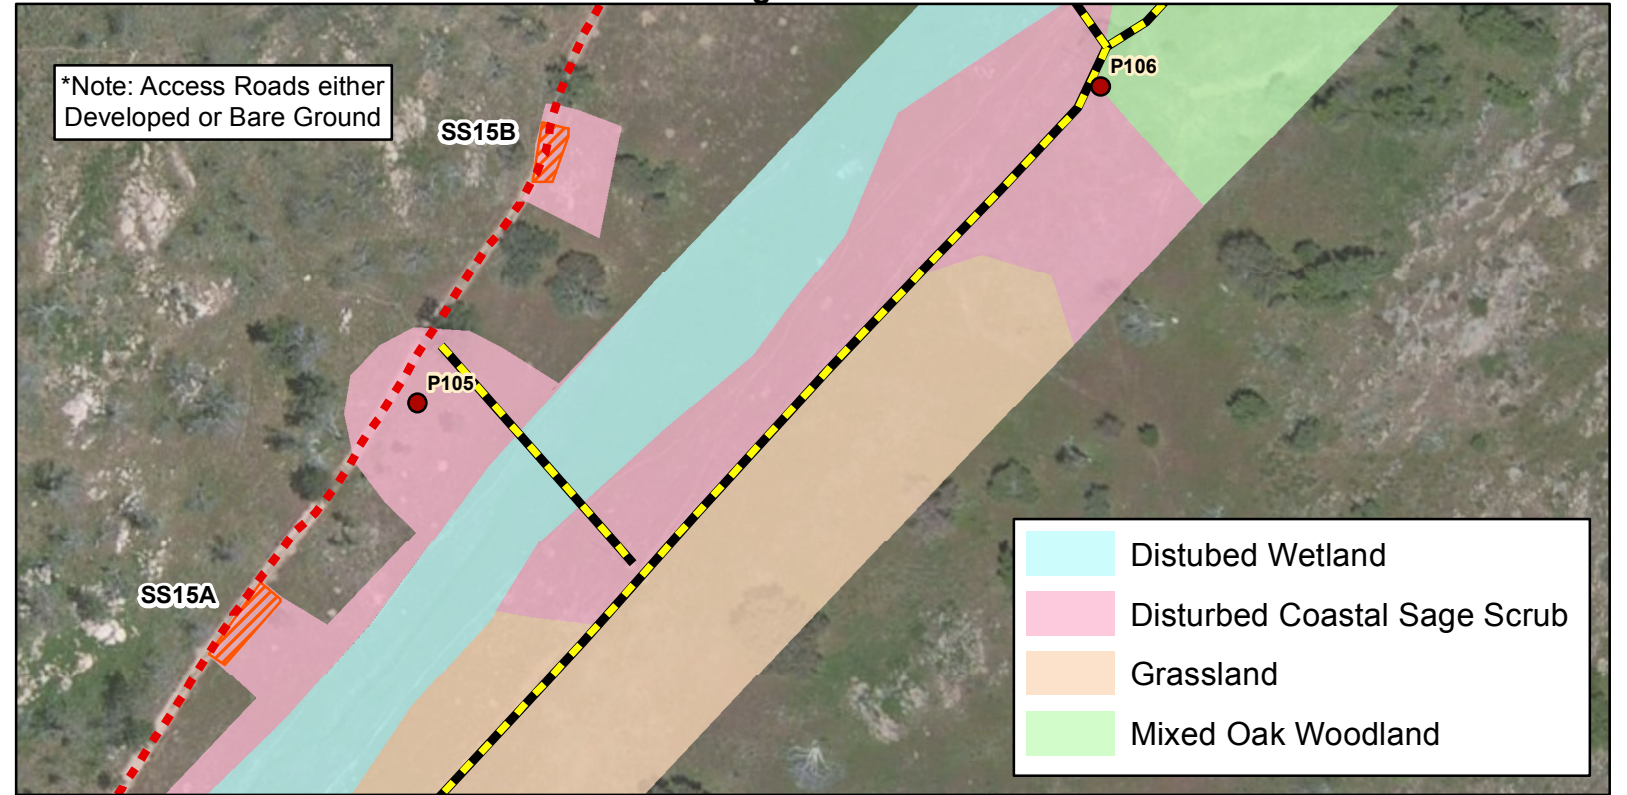 *Note: Access Roads either
Developed or Bare Ground
SS15B
P106
P105
SS15A
Distubed Wetland
Disturbed Coastal Sage Scrub
Grassland
Mixed Oak Woodland